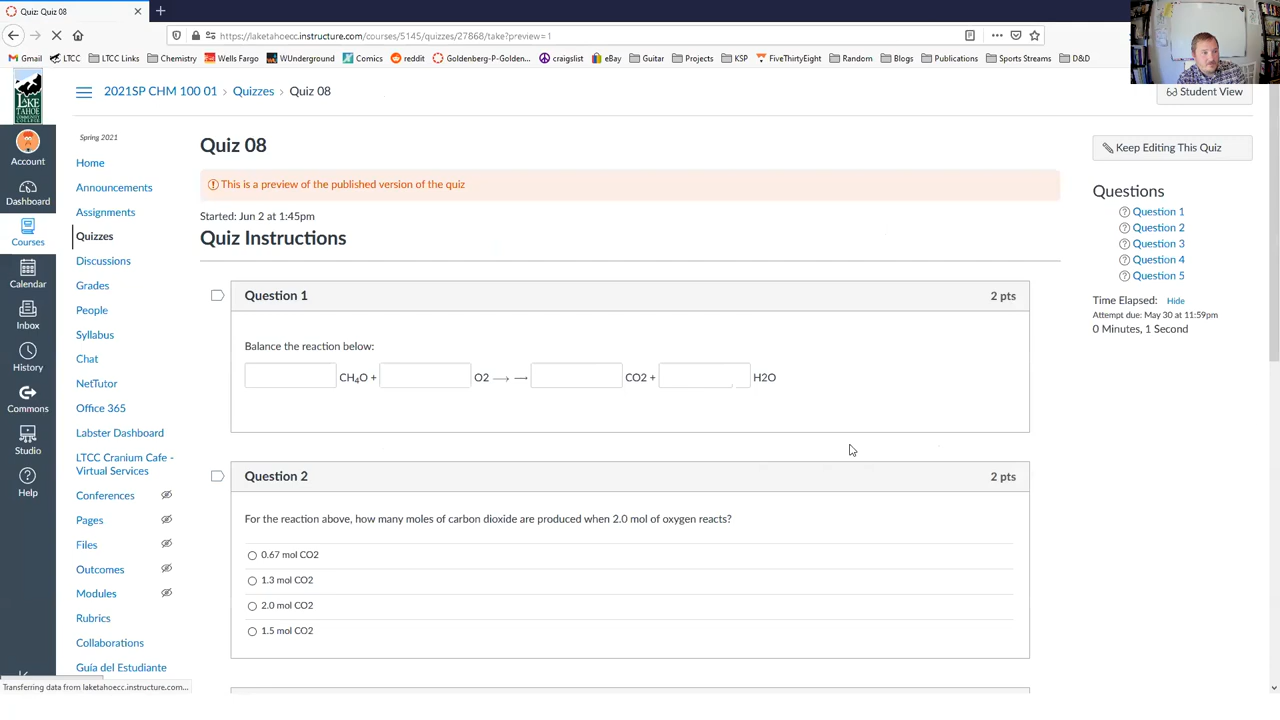 Quiz: Quiz 08
https://laketahoecc.instructure.com/courses/5145/quizzes/27868/take?preview=1
Gmail LTCC LTCC Links Chemistry Wells Fargo WUnderground Comics reddit Goldenberg-P-Golden... craigslist eBay Guitar Projects KSP FiveThirtyEight Random Blogs Publications Sports Streams D&D
LAKE TAHOE
2021SP CHM 100 01 › Quizzes › Quiz 08
Student View
Account
Dashboard
Courses
Calendar
Inbox
History
Commons
Studio
Help
Spring 2021
Home
Announcements
Assignments
Quizzes
Discussions
Grades
People
Syllabus
Chat
NetTutor
Office 365
Labster Dashboard
LTCC Cranium Cafe -
Virtual Services
Conferences
Pages
Files
Outcomes
Modules
Rubrics
Collaborations
Guía del Estudiante
Quiz 08
This is a preview of the published version of the quiz
Started: Jun 2 at 1:45pm
Quiz Instructions
Question 1 2 pts
Balance the reaction below:
CH₄O + O2 ⟶ → CO2 + H2O
Question 2 2 pts
For the reaction above, how many moles of carbon dioxide are produced when 2.0 mol of oxygen reacts?
0.67 mol CO2
1.3 mol CO2
2.0 mol CO2
1.5 mol CO2
Keep Editing This Quiz
Questions
Question 1
Question 2
Question 3
Question 4
Question 5
Time Elapsed: Hide
Attempt due: May 30 at 11:59pm
0 Minutes, 1 Second
Transferring data from laketahoecc.instructure.com...